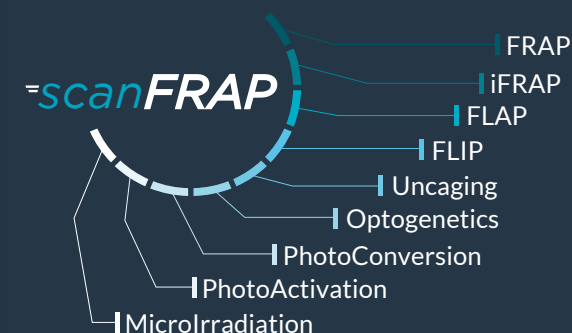 scanFRAP
FRAP
iFRAP
FLAP
FLIP
Uncaging
Optogenetics
PhotoConversion
PhotoActivation
MicroIrradiation